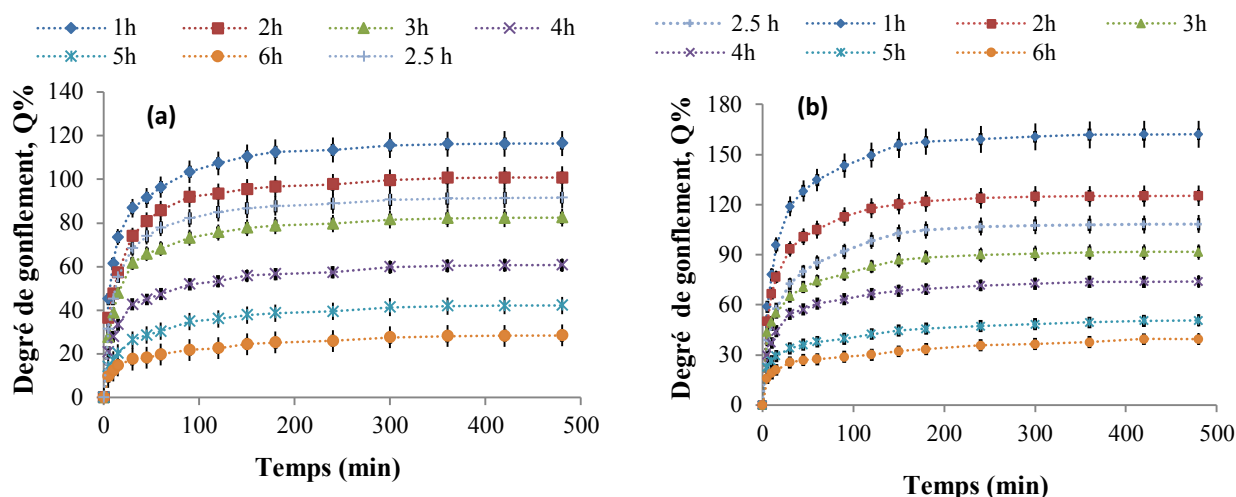 1h 2h 3h 4h
5h 6h 2.5 h
(a)
Degré de gonflement, Q%
140
120
100
80
60
40
20
0
0 100 200 300 400 500
Temps (min)
2.5 h 1h 2h 3h
4h 5h 6h
(b)
Degré de gonflement, Q%
180
150
120
90
60
30
0
0 100 200 300 400 500
Temps (min)